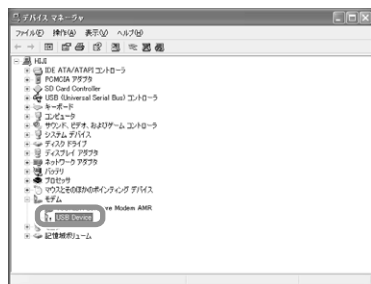 デバイス マネージャ
ファイル(F) 操作(A) 表示(V) ヘルプ(H)
HIJI
IDE ATA/ATAPI コントローラ
PCMCIA アダプタ
SD Card Controller
USB (Universal Serial Bus) コントローラ
キーボード
コンピュータ
サウンド、ビデオ、およびゲーム コントローラ
システム デバイス
ディスク ドライブ
ディスプレイ アダプタ
ネットワーク アダプタ
バッテリ
プロセッサ
マウスとそのほかのポインティング デバイス
モデム
ve Modem AMR
USB Device
記憶域ボリューム